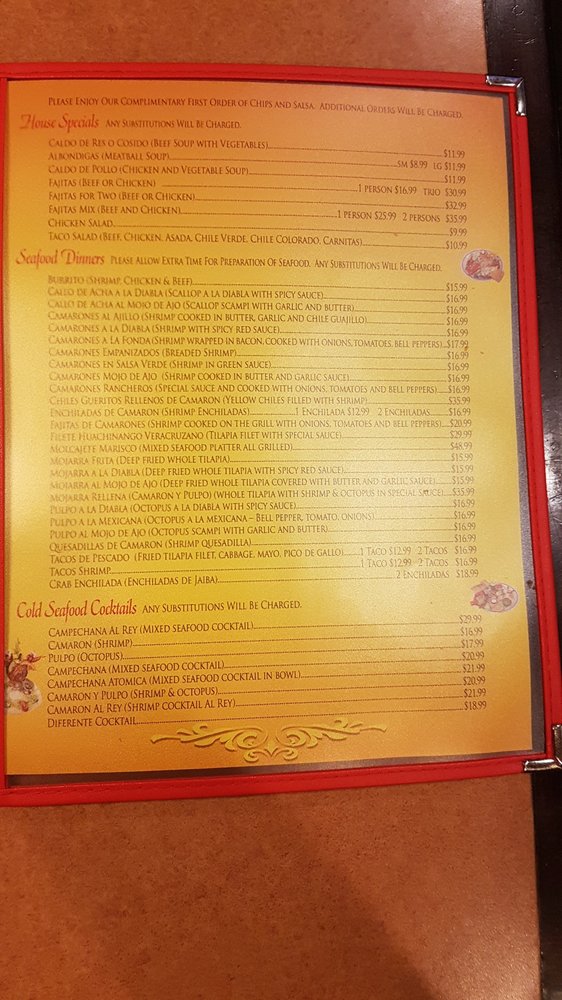 Please Enjoy Our Complimentary First Order of Chips and Salsa. Additional Orders Will Be Charged.
House Specials Any Substitutions Will Be Charged.
Caldo de Res o Cosido (Beef Soup with Vegetables) $11.99
Albondigas (Meatball Soup) SM $8.99 LG $11.99
Caldo de Pollo (Chicken and Vegetable Soup) $11.99
Fajitas (Beef or Chicken) 1 Person $16.99 Trio $30.99
Fajitas for Two (Beef or Chicken) $32.99
Fajitas Mix (Beef and Chicken) 1 Person $25.99 2 Persons $35.99
Chicken Salad $9.99
Taco Salad (Beef, Chicken, Asada, Chile Verde, Chile Colorado, Carnitas) $10.99
Seafood Dinners Please Allow Extra Time For Preparation Of Seafood. Any Substitutions Will Be Charged.
Burrito (Shrimp, Chicken & Beef) $15.99
Callo de Acha a la Diabla (Scallop a la Diabla with spicy sauce) $16.99
Callo de Acha al Mojo de Ajo (Scallop scampi with garlic and butter) $16.99
Camarones al Ajillo (Shrimp cooked in butter, garlic and chile guajillo) $16.99
Camarones a la Diabla (Shrimp with spicy red sauce) $16.99
Camarones a la Fonda (Shrimp wrapped in bacon, cooked with onions, tomatoes, bell peppers) $17.99
Camarones Empanizados (Breaded Shrimp) $16.99
Camarones en Salsa Verde (Shrimp in green sauce) $16.99
Camarones Mojo de Ajo (Shrimp cooked in butter and garlic sauce) $16.99
Camarones Rancheros (Special sauce and cooked with onions, tomatoes and bell peppers) $16.99
Chiles Gueritos Rellenos de Camaron (Yellow chiles filled with shrimp) $35.99
Enchiladas de Camaron (Shrimp Enchiladas) 1 Enchilada $12.99 2 Enchiladas $16.99
Fajitas de Camarones (Shrimp cooked on the grill with onions, tomatoes and bell peppers) $20.99
Filete Huachinango Veracruzano (Tilapia filet with special sauce) $29.99
Molcajete Marisco (Mixed seafood platter all grilled) $48.99
Mojarra Frita (Deep fried whole tilapia) $15.99
Mojarra a la Diabla (Deep fried whole tilapia with spicy red sauce) $15.99
Mojarra al Mojo de Ajo (Deep fried whole tilapia covered with butter and garlic sauce) $15.99
Mojarra Rellena (Camaron y Pulpo) (Whole tilapia with shrimp & octopus in special sauce) $35.99
Pulpo a la Diabla (Octopus a la diabla with spicy sauce) $16.99
Pulpo a la Mexicana (Octopus a la mexicana – bell pepper, tomato, onions) $16.99
Pulpo al Mojo de Ajo (Octopus scampi with garlic and butter) $16.99
Quesadillas de Camaron (Shrimp quesadilla) $16.99
Tacos de Pescado (Fried tilapia filet, cabbage, mayo, pico de gallo) 1 Taco $12.99 2 Tacos $16.99
Tacos Shrimp 1 Taco $12.99 2 Tacos $16.99
Crab Enchilada (Enchiladas de Jaiba) 2 Enchiladas $18.99
Cold Seafood Cocktails Any Substitutions Will Be Charged.
Campechana Al Rey (Mixed seafood cocktail) $29.99
Camaron (Shrimp) $16.99
Pulpo (Octopus) $17.99
Campechana (Mixed seafood cocktail) $20.99
Campechana Atomica (Mixed seafood cocktail in bowl) $21.99
Camaron y Pulpo (Shrimp & octopus) $20.99
Camaron Al Rey (Shrimp cocktail Al Rey) $21.99
Diferente Cocktail $18.99